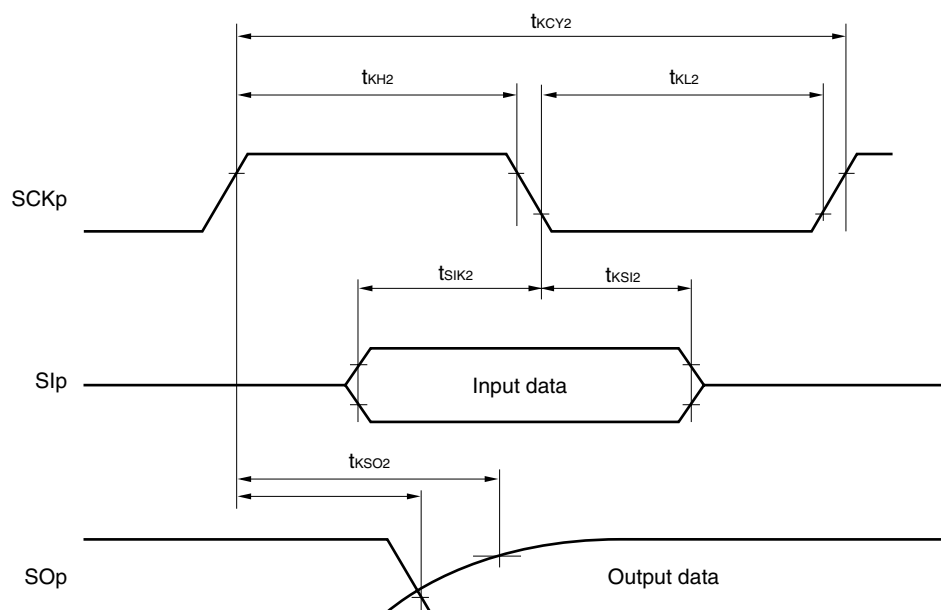 tKCY2
tKH2
tKL2
SCKp
tSIK2
tKSI2
SIp
Input data
tKSO2
SOp
Output data